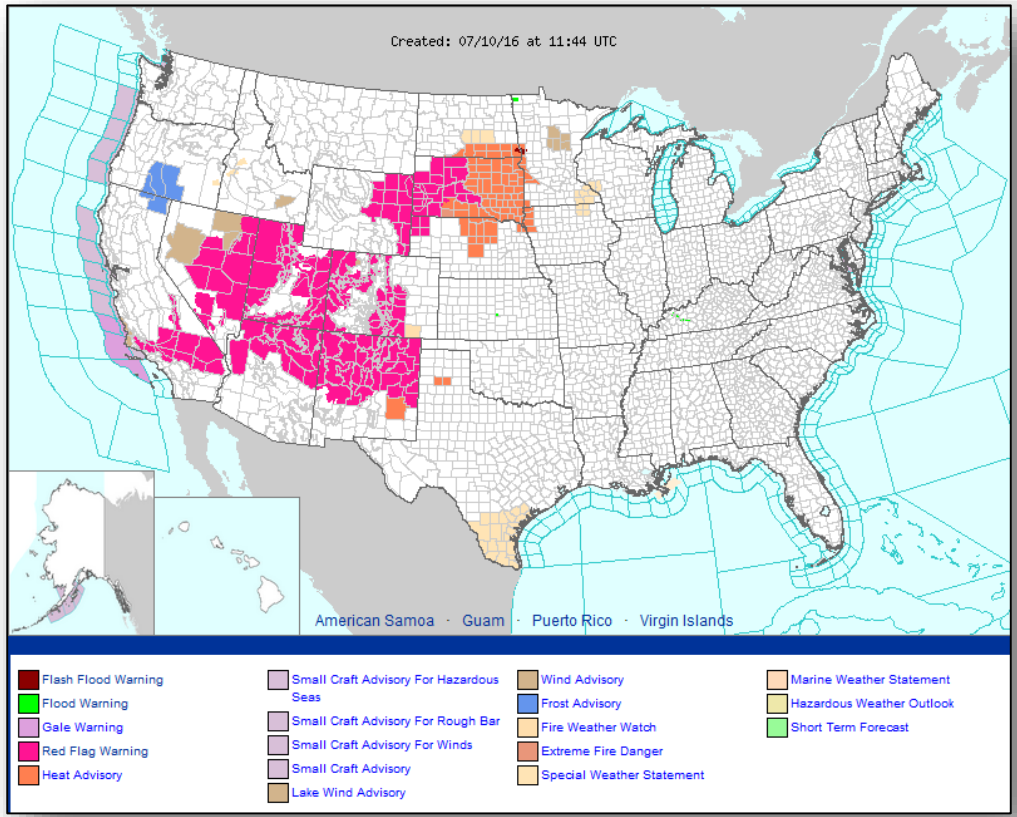 Created: 07/10/16 at 11:44 UTC
American Samoa · Guam · Puerto Rico · Virgin Islands
Flash Flood Warning
Flood Warning
Gale Warning
Red Flag Warning
Heat Advisory
Small Craft Advisory For Hazardous
Seas
Small Craft Advisory For Rough Bar
Small Craft Advisory For Winds
Small Craft Advisory
Lake Wind Advisory
Wind Advisory
Frost Advisory
Fire Weather Watch
Extreme Fire Danger
Special Weather Statement
Marine Weather Statement
Hazardous Weather Outlook
Short Term Forecast